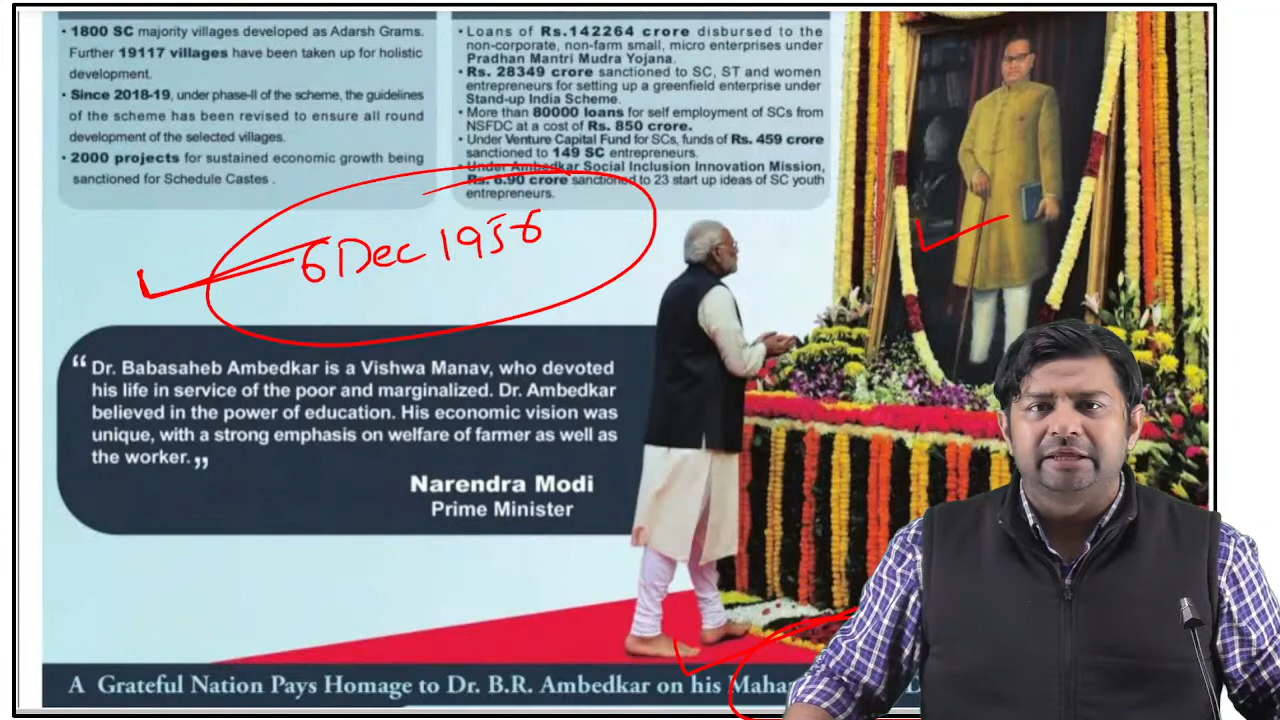 1800 SC majority villages developed as Adarsh Grams.
Further 19117 villages have been taken up for holistic
development.
Since 2018-19, under phase-II of the scheme, the guidelines
of the scheme has been revised to ensure all round
development of the selected villages.
2000 projects for sustained economic growth being
sanctioned for Schedule Castes .
Loans of Rs.142264 crore disbursed to the
non-corporate, non-farm small, micro enterprises under
Pradhan Mantri Mudra Yojana.
Rs. 28349 crore sanctioned to SC, ST and women
entrepreneurs for setting up a greenfield enterprise under
Stand-up India Scheme.
More than 80000 loans for self employment of SCs from
NSFDC at a cost of Rs. 850 crore.
Under Venture Capital Fund for SCs, funds of Rs. 459 crore
sanctioned to 149 SC entrepreneurs.
Under Ambedkar Social Inclusion Innovation Mission,
Rs. 6.90 crore sanctioned to 23 start up ideas of SC youth
entrepreneurs.
6 Dec 1956
“ Dr. Babasaheb Ambedkar is a Vishwa Manav, who devoted
his life in service of the poor and marginalized. Dr. Ambedkar
believed in the power of education. His economic vision was
unique, with a strong emphasis on welfare of farmer as well as
the worker. ”
Narendra Modi
Prime Minister
A Grateful Nation Pays Homage to Dr. B.R. Ambedkar on his